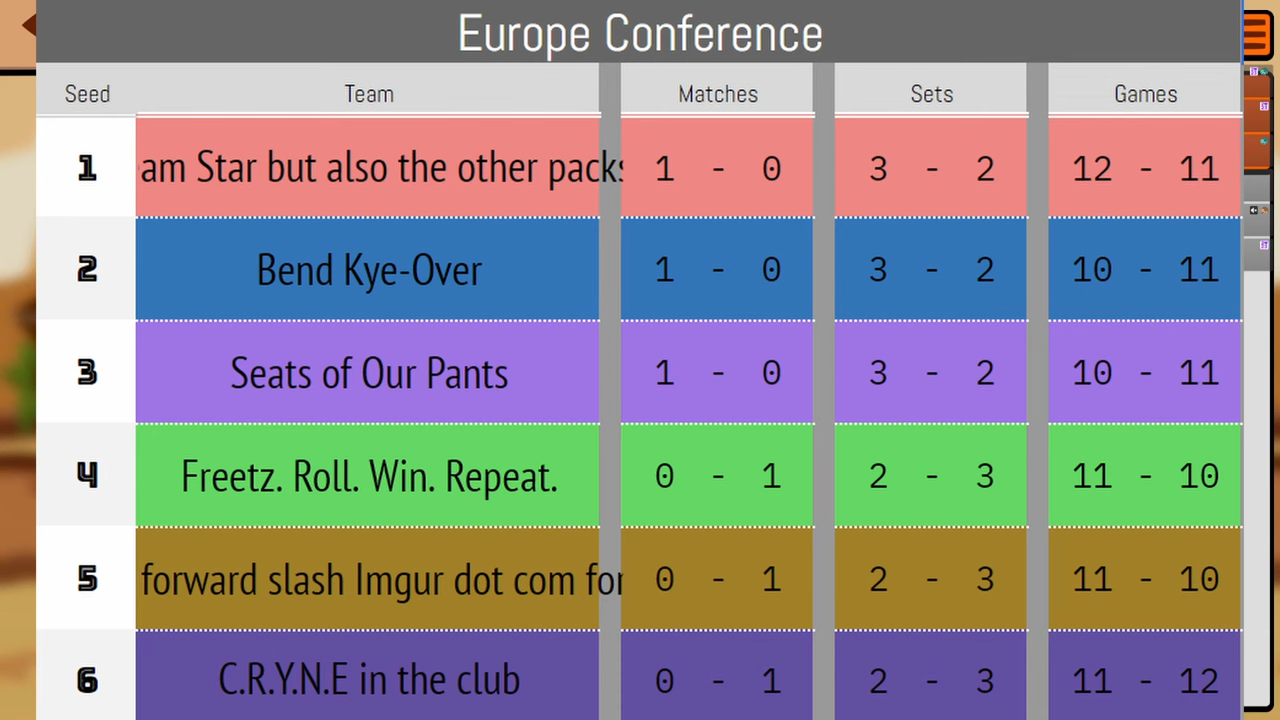 Europe Conference
Seed Team Matches Sets Games
1 am Star but also the other packs 1 - 0 3 - 2 12 - 11
2 Bend Kye-Over 1 - 0 3 - 2 10 - 11
3 Seats of Our Pants 1 - 0 3 - 2 10 - 11
4 Freetz. Roll. Win. Repeat. 0 - 1 2 - 3 11 - 10
5 forward slash Imgur dot com for 0 - 1 2 - 3 11 - 10
6 C.R.Y.N.E in the club 0 - 1 2 - 3 11 - 12